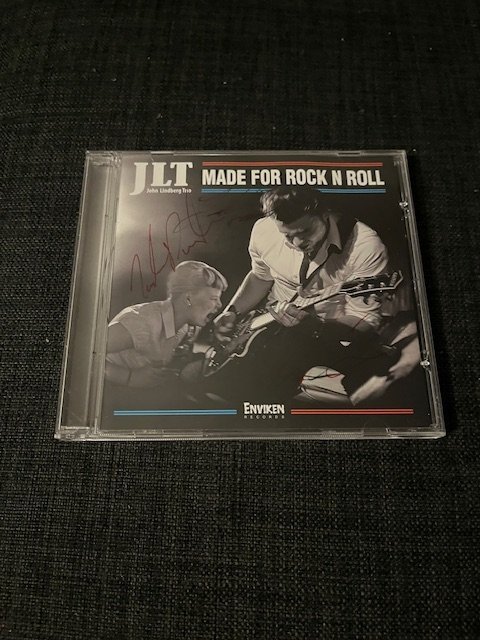 JLT
John Lindberg Trio
MADE FOR ROCK N ROLL
ENVIKEN
RECORDS